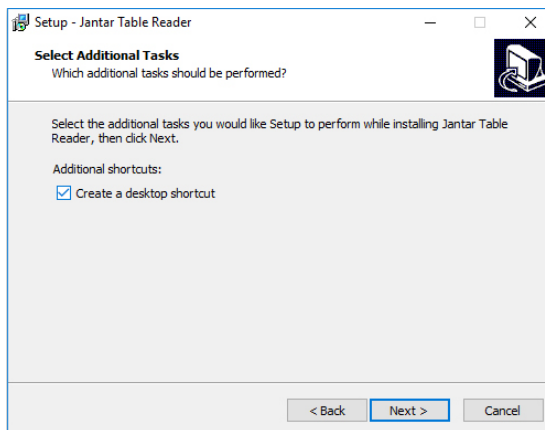 Setup - Jantar Table Reader
Select Additional Tasks
Which additional tasks should be performed?
Select the additional tasks you would like Setup to perform while installing Jantar Table
Reader, then click Next.
Additional shortcuts:
Create a desktop shortcut
< Back
Next >
Cancel